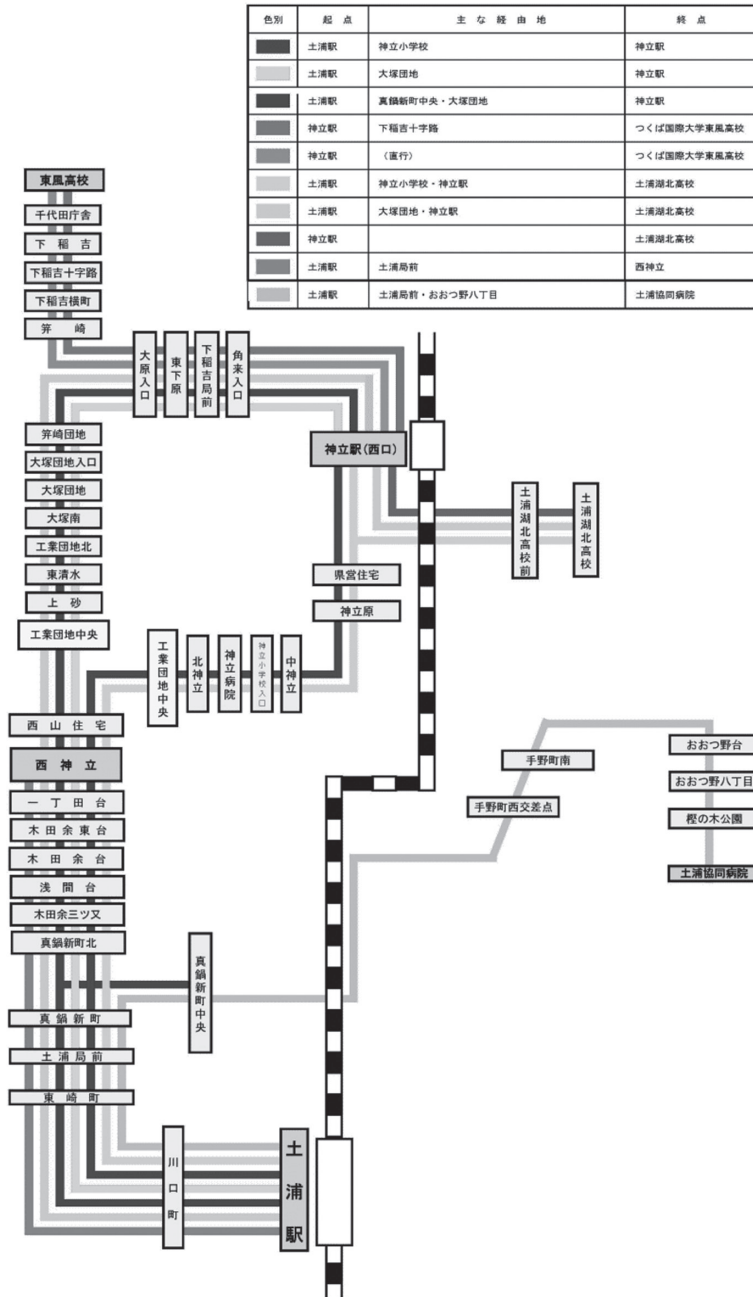 色別 起点 主な経由地 終点
土浦駅 神立小学校 神立駅
土浦駅 大塚団地 神立駅
土浦駅 真鍋新町中央・大塚団地 神立駅
神立駅 下稲吉十字路 つくば国際大学東風高校
神立駅 （直行） つくば国際大学東風高校
土浦駅 神立小学校・神立駅 土浦湖北高校
土浦駅 大塚団地・神立駅 土浦湖北高校
神立駅 土浦湖北高校
土浦駅 土浦局前 西神立
土浦駅 土浦局前・おおつ野八丁目 土浦協同病院
東風高校
千代田庁舎
下稲吉
下稲吉十字路
下稲吉横町
笄崎
大原入口
東下原
下稲吉局前
角来入口
神立駅(西口)
笄崎団地
大塚団地入口
大塚団地
大塚南
工業団地北
東清水
上砂
工業団地中央
土浦湖北高校前
土浦湖北高校
県営住宅
神立原
工業団地中央
北神立
神立病院
神立小学校入口
中神立
西山住宅
西神立
一丁田台
木田余東台
木田余台
浅間台
木田余三ツ又
真鍋新町北
手野町南
手野町西交差点
おおつ野台
おおつ野八丁目
樫の木公園
土浦協同病院
真鍋新町中央
真鍋新町
土浦局前
東崎町
川口町
土浦駅